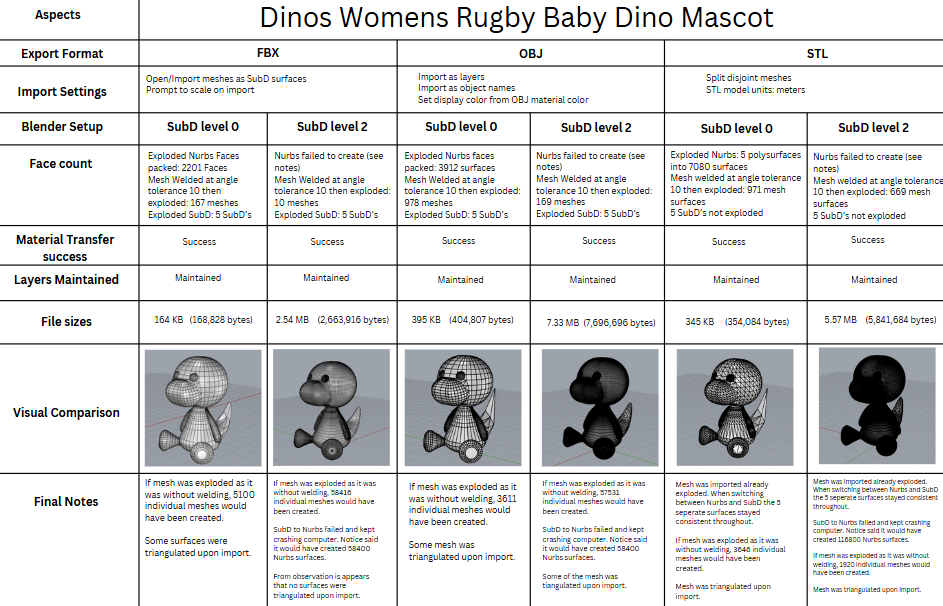 Aspects
Dinos Womens Rugby Baby Dino Mascot
Export Format
FBX
OBJ
STL
Import Settings
Open/Import meshes as SubD surfaces
Prompt to scale on import
Import as layers
Import as object names
Set display color from OBJ material color
Split disjoint meshes
STL model units: meters
Blender Setup
SubD level 0
SubD level 2
SubD level 0
SubD level 2
SubD level 0
SubD level 2
Face count
Exploded Nurbs Faces
packed: 2201 Faces
Mesh Welded at angle
tolerance 10 then
exploded: 167 meshes
Exploded SubD: 5 SubD's
Nurbs failed to create (see
notes)
Mesh Welded at angle
tolerance 10 then exploded:
10 meshes
Exploded SubD: 5 SubD's
Exploded Nurbs faces
packed: 3912 surfaces
Mesh Welded at angle
tolerance 10 then exploded:
978 meshes
Exploded SubD: 5 SubD's
Nurbs failed to create (see
notes)
Mesh Welded at angle
tolerance 10 then exploded:
169 meshes
Exploded SubD: 5 SubD's
Exploded Nurbs: 5 polysurfaces
into 7080 surfaces
Mesh welded at angle tolerance
10 then exploded: 971 mesh
surfaces
5 SubD's not exploded
Nurbs failed to create (see
notes)
Mesh welded at angle tolerance
10 then exploded: 669 mesh
surfaces
5 SubD's not exploded
Material Transfer
success
Success
Success
Success
Success
Success
Success
Layers Maintained
Maintained
Maintained
Maintained
Maintained
Maintained
Maintained
File sizes
164 KB (168,828 bytes)
2.54 MB (2,663,916 bytes)
395 KB (404,807 bytes)
7.33 MB (7,696,696 bytes)
345 KB (354,084 bytes)
5.57 MB (5,841,684 bytes)
Visual Comparison
Final Notes
If mesh was exploded as it
was without welding, 5100
individual meshes would
have been created.
Some surfaces were
triangulated upon import.
If mesh was exploded as it was
without welding, 58416
individual meshes would have
been created.
SubD to Nurbs failed and kept
crashing computer. Notice said
it would have created 58400
Nurbs surfaces.
From observation is appears
that no surfaces were
triangulated upon import.
If mesh was exploded as it
was without welding, 3611
individual meshes would
have been created.
Some mesh was
triangulated upon import.
If mesh was exploded as it was
without welding, 57531
individual meshes would have
been created.
SubD to Nurbs failed and kept
crashing computer. Notice said
it would have created 58400
Nurbs surfaces.
Some of the mesh was
tiangulated upon import.
Mesh was imported already
exploded. When switching
between Nurbs and SubD the 5
seperate surfaces stayed
consistent throughout.
If mesh was exploded as it was
without welding, 3646 individual
meshes would have been
created.
Mesh was triangulated upon
import.
Mesh was imported already exploded.
When switching between Nurbs and SubD
the 5 seperate surfaces stayed consistent
throughout.
SubD to Nurbs failed and kept crashing
computer. Notice said it would have
created 116800 Nurbs surfaces.
If mesh was exploded as it was without
welding, 1920 individual meshes would
have been created.
Mesh was triangulated upon import.